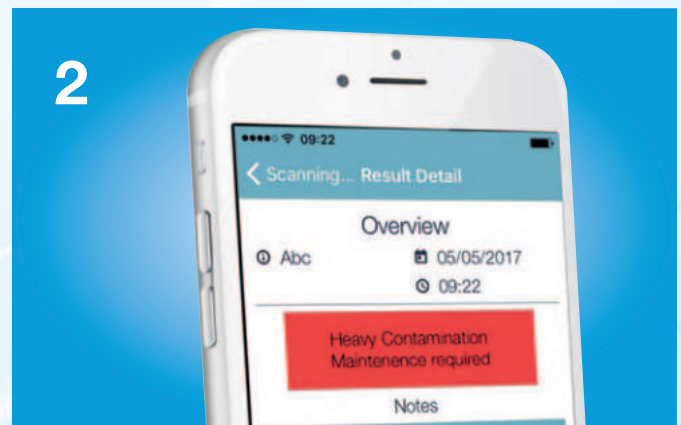 2
09:22
Scanning... Result Detail
Overview
Abc
05/05/2017
09:22
Heavy Contamination
Maintenence required
Notes